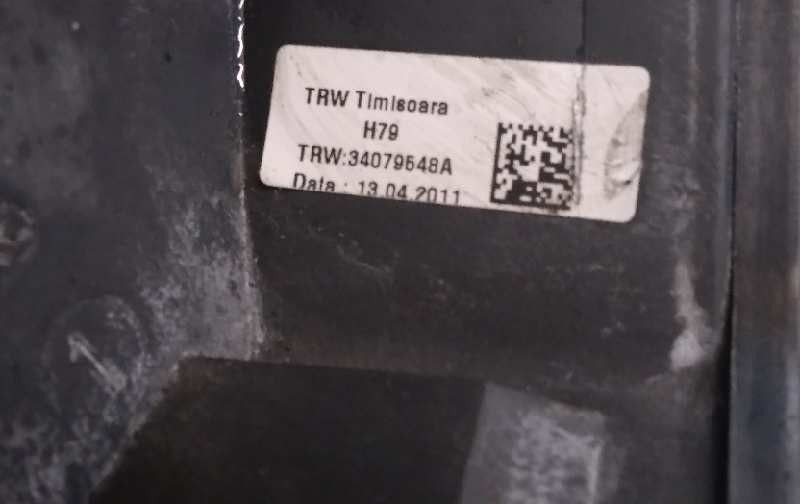 TRW Timisoara
H79
TRW:34079548A
Data : 13.04.2011